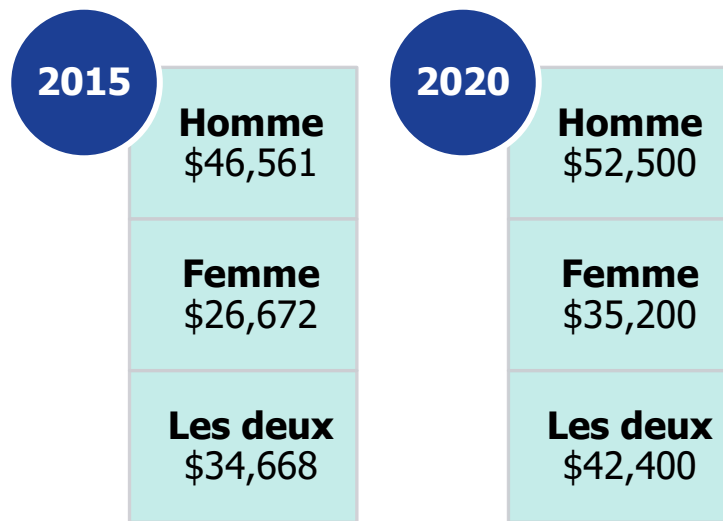 2015
Homme
$46,561
Femme
$26,672
Les deux
$34,668
2020
Homme
$52,500
Femme
$35,200
Les deux
$42,400